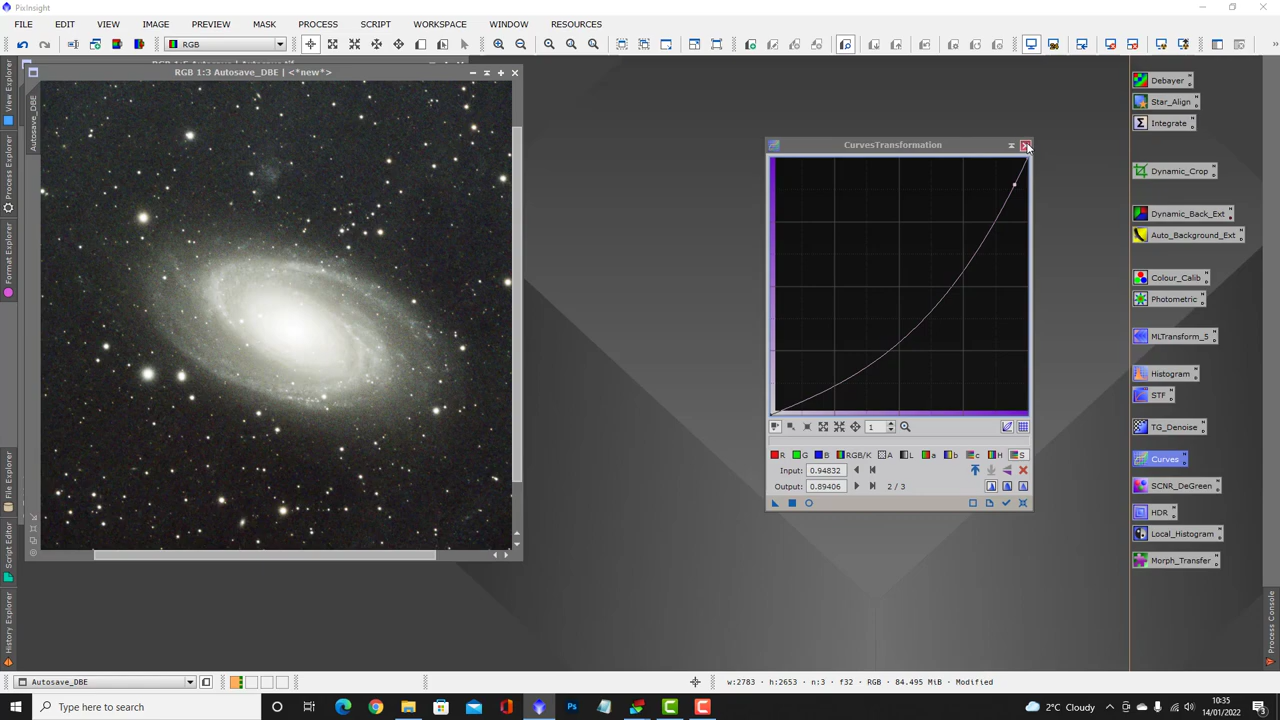 PixInsight
FILE EDIT VIEW IMAGE PREVIEW MASK PROCESS SCRIPT WORKSPACE WINDOW RESOURCES
RGB
RGB 1:3 Autosave_DBE | <*new*>
Autosave_DBE
View Explorer
Process Explorer
Format Explorer
File Explorer
Script Editor
History Explorer
CurvesTransformation
1
R G B RGB/K A L a b c H S
Input: 0.94832
Output: 0.89406 2 / 3
Debayer
Star_Align
Integrate
Dynamic_Crop
Dynamic_Back_Ext
Auto_Background_Ext
Colour_Calib
Photometric
MLTransform_5
Histogram
STF
TG_Denoise
Curves
SCNR_DeGreen
HDR
Local_Histogram
Morph_Transfer
Process Console
Autosave_DBE
w:2783 · h:2653 · n:3 · f32 · RGB · 84.495 MiB · Modified
Type here to search
2°C Cloudy
10:35
14/01/2022